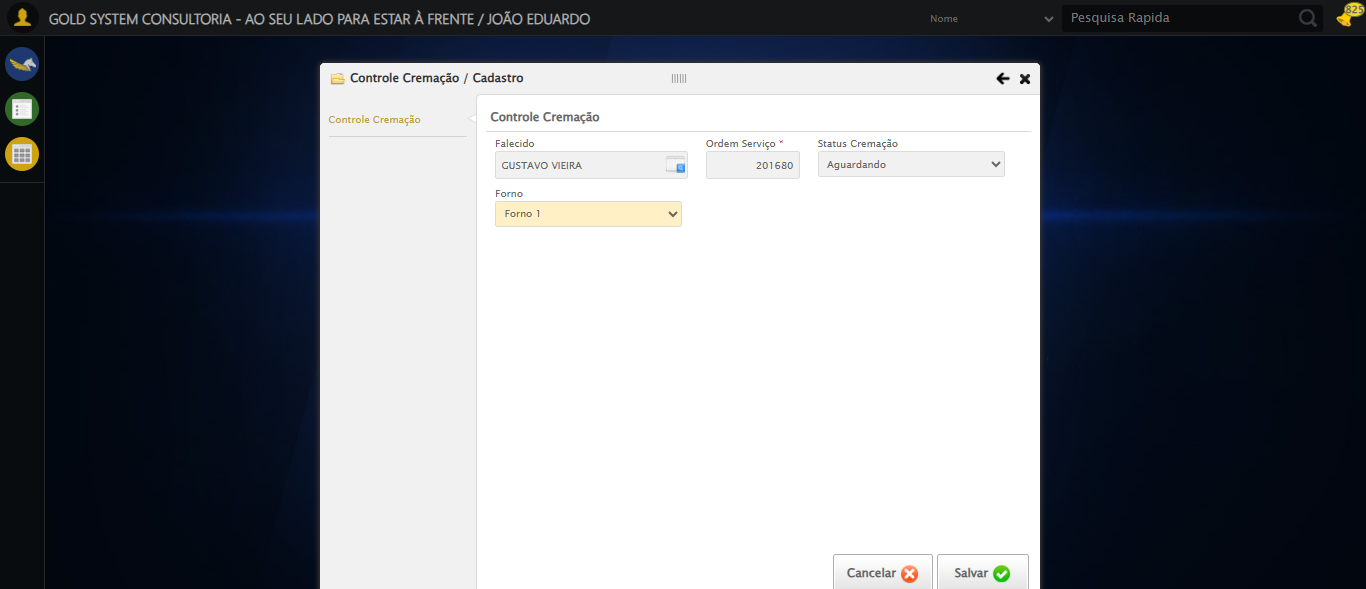 GOLD SYSTEM CONSULTORIA - AO SEU LADO PARA ESTAR À FRENTE / JOÃO EDUARDO
Nome
Pesquisa Rapida
825
Controle Cremação / Cadastro
Controle Cremação
Controle Cremação
Falecido
Ordem Serviço *
Status Cremação
GUSTAVO VIEIRA
201680
Aguardando
Forno
Forno 1
Cancelar
Salvar